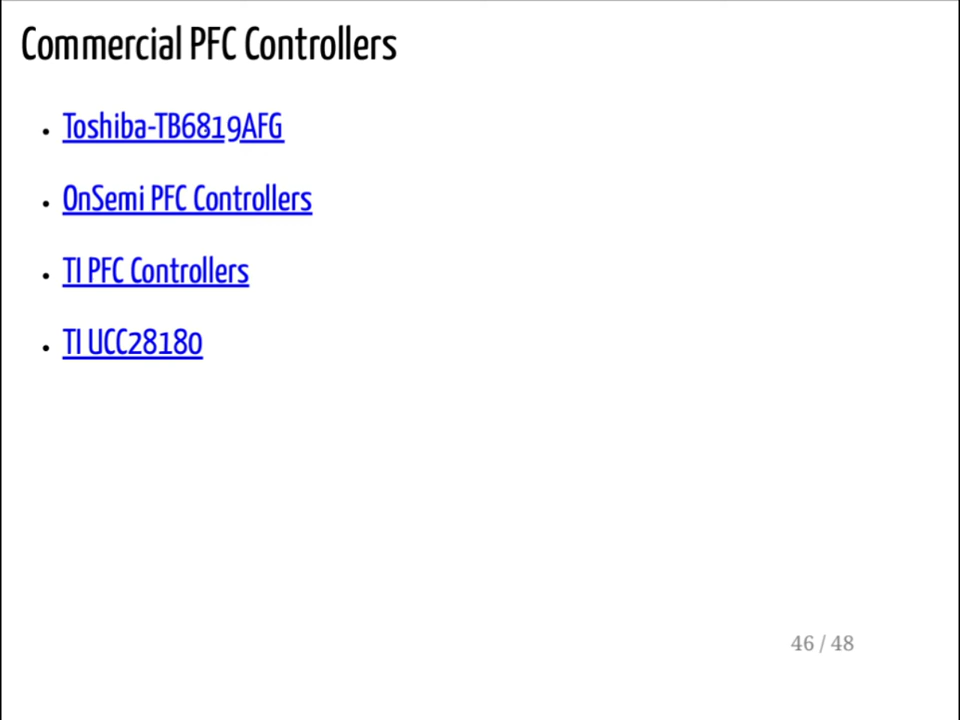 Commercial PFC Controllers
• Toshiba-TB6819AFG
• OnSemi PFC Controllers
• TI PFC Controllers
• TI UCC28180
46 / 48